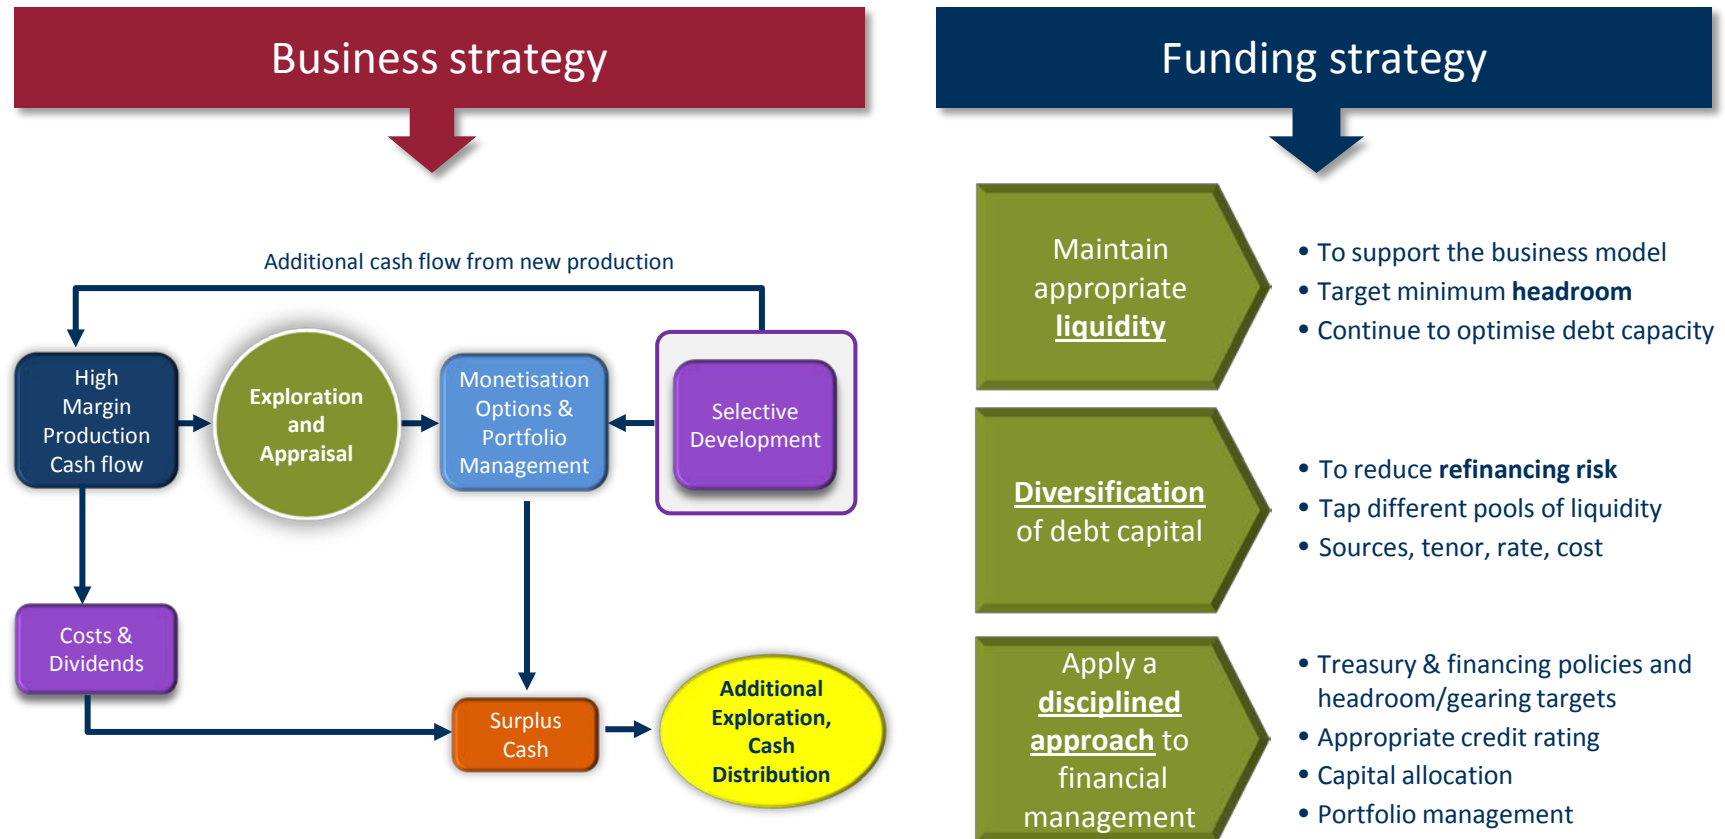 Business strategy
Additional cash flow from new production
High
Margin
Production
Cash flow
Exploration
and
Appraisal
Monetisation
Options &
Portfolio
Management
Selective
Development
Costs &
Dividends
Surplus
Cash
Additional
Exploration,
Cash
Distribution
Funding strategy
Maintain
appropriate
liquidity
• To support the business model
• Target minimum headroom
• Continue to optimise debt capacity
Diversification
of debt capital
• To reduce refinancing risk
• Tap different pools of liquidity
• Sources, tenor, rate, cost
Apply a
disciplined
approach to
financial
management
• Treasury & financing policies and
headroom/gearing targets
• Appropriate credit rating
• Capital allocation
• Portfolio management